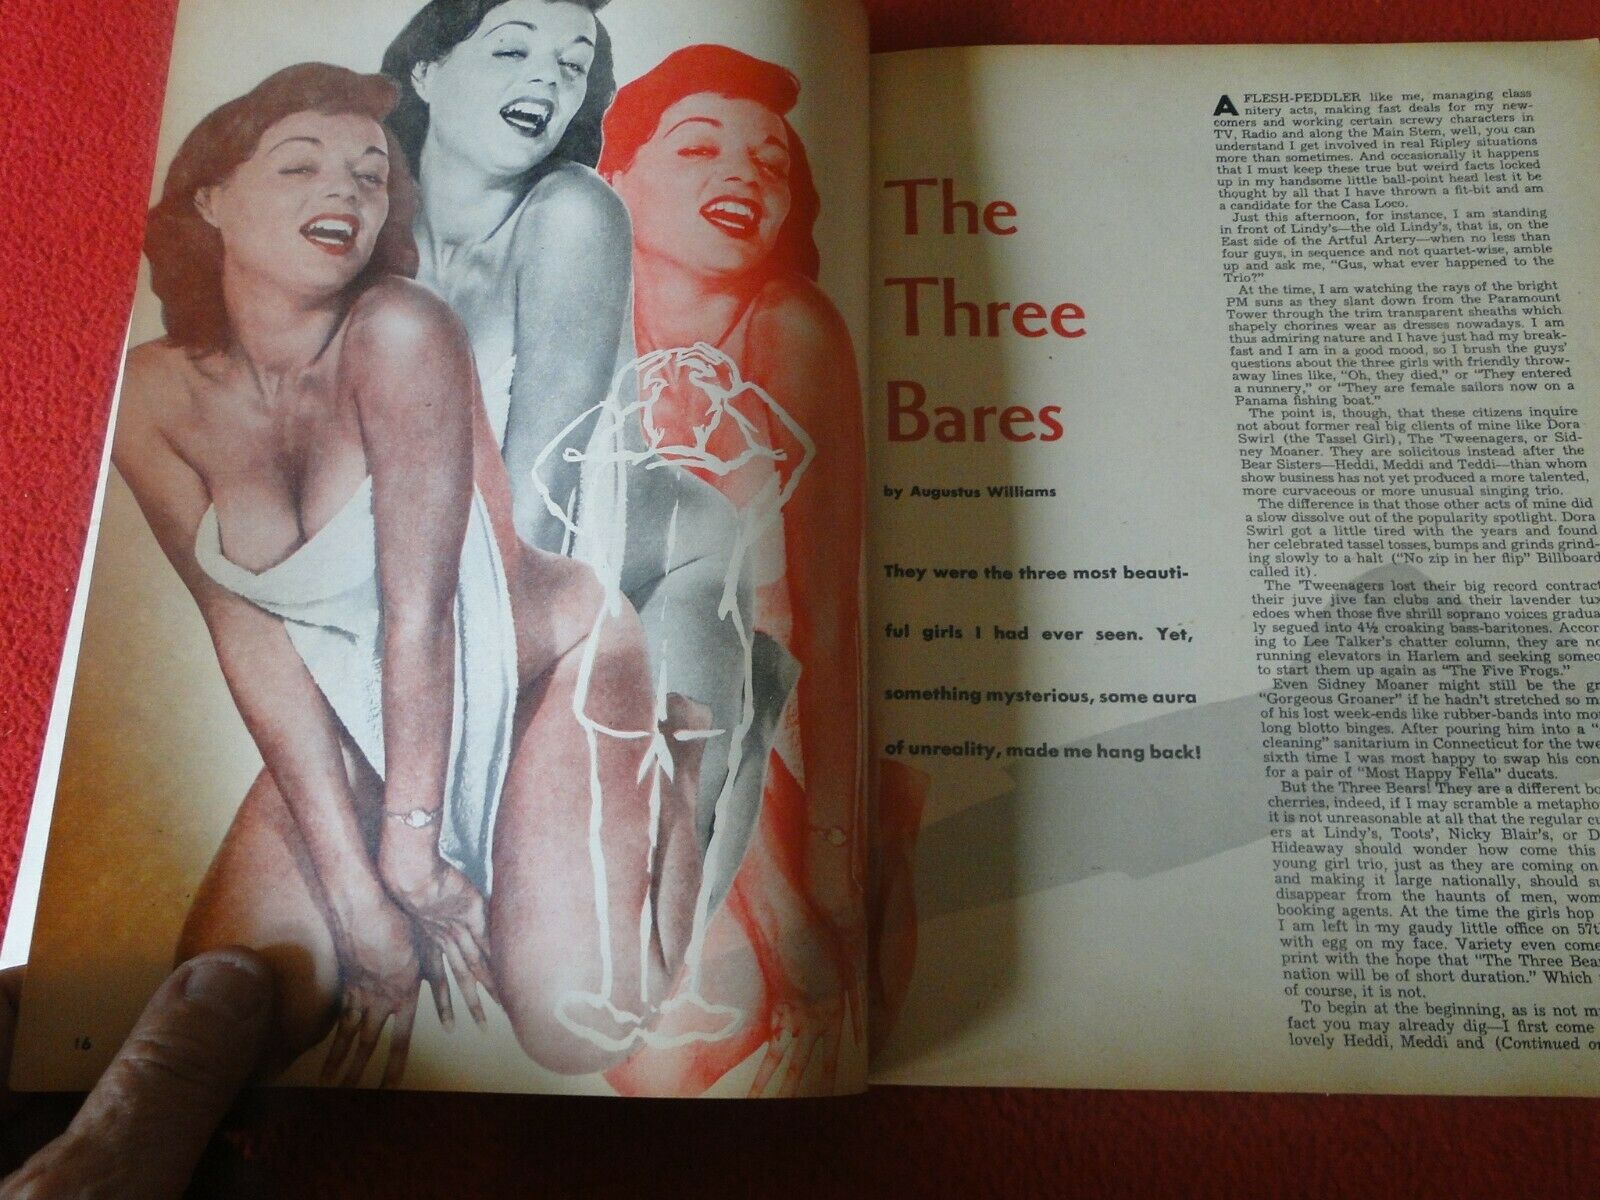 The
Three
Bares
by Augustus Williams
They were the three most beauti-
ful girls I had ever seen. Yet,
something mysterious, some aura
of unreality, made me hang back!
A FLESH-PEDDLER like me, managing class
nitery acts, making fast deals for my new-
comers and working certain screwy characters in
TV, Radio and along the Main Stem, well, you can
understand I get involved in real Ripley situations
more than sometimes. And occasionally it happens
that I must keep these true but weird facts locked
up in my handsome little ball-point head lest it be
thought by all that I have thrown a fit-bit and am
a candidate for the Casa Loco.
Just this afternoon, for instance, I am standing
in front of Lindy's—the old Lindy's, that is, on the
East side of the Artful Artery—when no less than
four guys, in sequence and not quartet-wise, amble
up and ask me, "Gus, what ever happened to the
Trio?"
At the time, I am watching the rays of the bright
PM suns as they slant down from the Paramount
Tower through the trim transparent sheaths which
shapely chorines wear as dresses nowadays. I am
thus admiring nature and I have just had my break-
fast and I am in a good mood, so I brush the guys'
questions about the three girls with friendly throw-
away lines like, "Oh, they died," or "They entered
a nunnery," or "They are female sailors now on a
Panama fishing boat."
The point is, though, that these citizens inquire
not about former real big clients of mine like Dora
Swirl (the Tassel Girl), The 'Tweenagers, or Sid-
ney Moaner. They are solicitous instead after the
Bear Sisters—Heddi, Meddi and Teddi—than whom
show business has not yet produced a more talented,
more curvaceous or more unusual singing trio.
The difference is that those other acts of mine did
a slow dissolve out of the popularity spotlight. Dora
Swirl got a little tired with the years and found
her celebrated tassel tosses, bumps and grinds grind-
ing slowly to a halt ("No zip in her flip" Billboard
called it).
The 'Tweenagers lost their big record contract
their juve jive fan clubs and their lavender tux
edoes when those five shrill soprano voices gradua
ly segued into 4½ croaking bass-baritones. Accor
ing to Lee Talker's chatter column, they are no
running elevators in Harlem and seeking someo
to start them up again as "The Five Frogs."
Even Sidney Moaner might still be the gr
"Gorgeous Groaner" if he hadn't stretched so m
of his lost week-ends like rubber-bands into mo
long blotto binges. After pouring him into a "
cleaning" sanitarium in Connecticut for the twe
sixth time I was most happy to swap his con
for a pair of "Most Happy Fella" ducats.
But the Three Bears! They are a different bo
cherries, indeed, if I may scramble a metapho
it is not unreasonable at all that the regular cu
ers at Lindy's, Toots', Nicky Blair's, or D
Hideaway should wonder how come this
young girl trio, just as they are coming on
and making it large nationally, should su
disappear from the haunts of men, wom
booking agents. At the time the girls hop
I am left in my gaudy little office on 57t
with egg on my face. Variety even come
print with the hope that "The Three Bea
nation will be of short duration." Which
of course, it is not.
To begin at the beginning, as is not m
fact you may already dig—I first come
lovely Heddi, Meddi and (Continued o
16